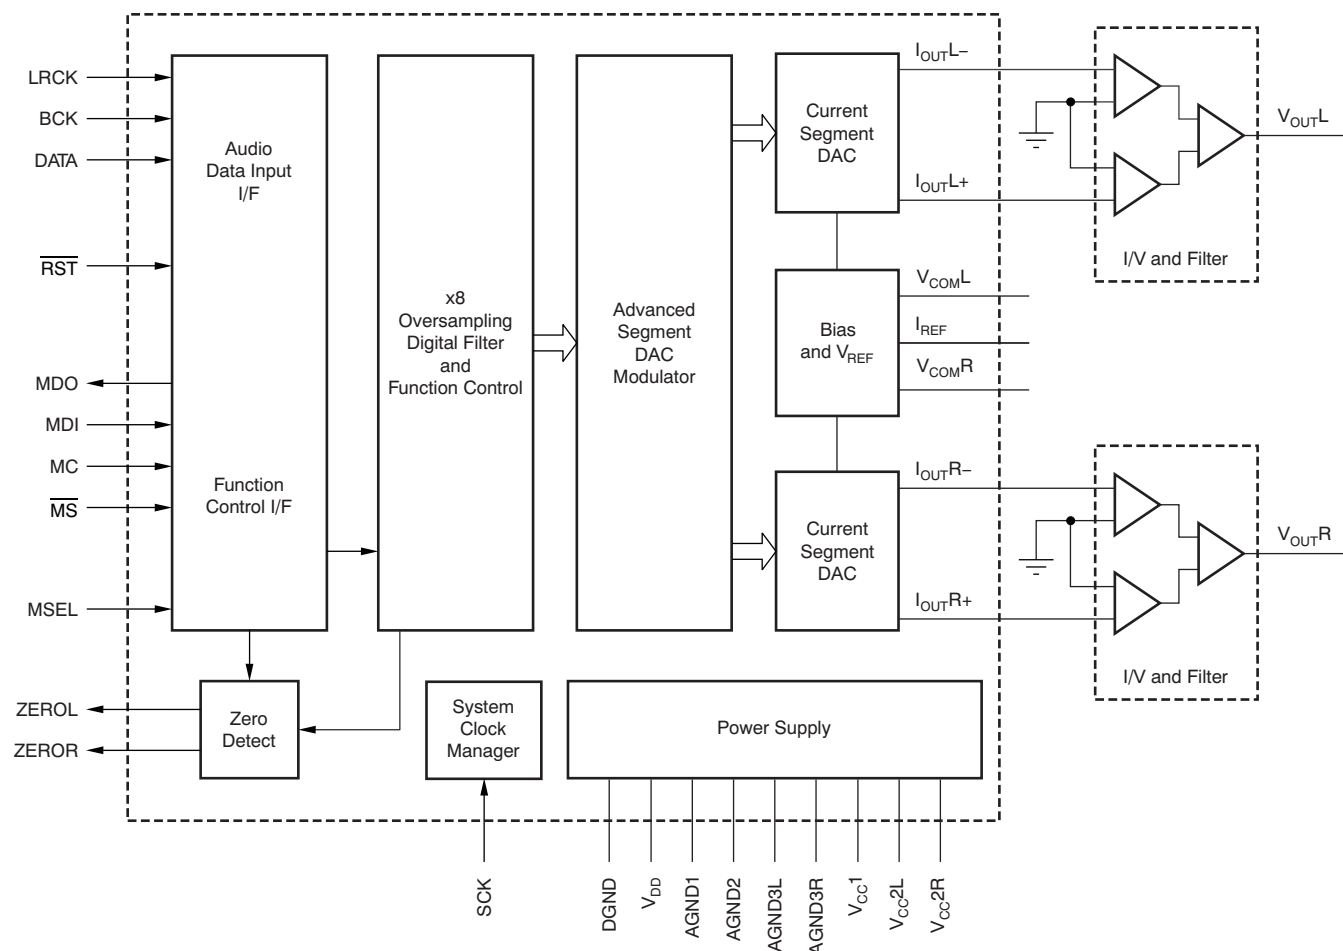 LRCK
BCK
DATA
RST
MDO
MDI
MC
MS
MSEL
ZEROL
ZEROR
Audio
Data Input
I/F
Function
Control I/F
x8
Oversampling
Digital Filter
and
Function Control
Advanced
Segment
DAC
Modulator
Current
Segment
DAC
Bias
and VREF
Current
Segment
DAC
IOUTL–
IOUTL+
VCOML
IREF
VCOMR
IOUTR–
IOUTR+
I/V and Filter
VOUTL
I/V and Filter
VOUTR
Zero
Detect
System
Clock
Manager
Power Supply
SCK
DGND
VDD
AGND1
AGND2
AGND3L
AGND3R
VCC1
VCC2L
VCC2R